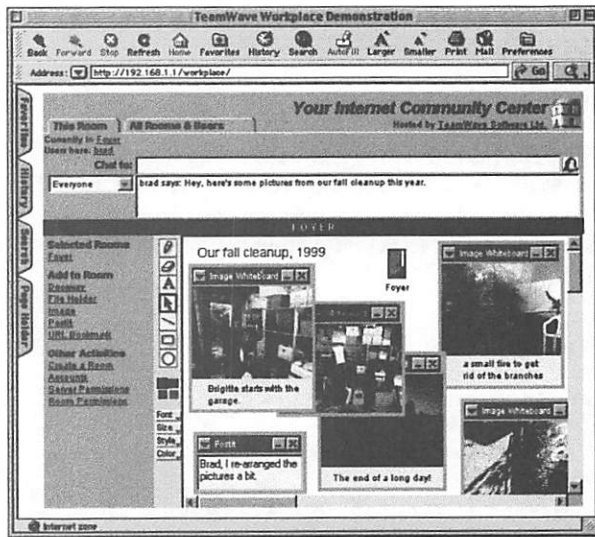 TeamWave Workplace Demonstration
Back Forward Stop Refresh Home Favorites History Search AutoFill Larger Smaller Print Mail Preferences
Address: http://192.168.1.1/workplace/ Go
Favorites
History
Search
Page Holder
Your Internet Community Center
This Room All Rooms & Users
Hosted by TeamWave Software Ltd.
Currently in Foyer
Users here: brad
Chat to:
Everyone
brad says: Hey, here's some pictures from our fall cleanup this year.
FOYER
Selected Rooms
Foyer
Add to Room
Doorway
File Holder
Image
PostIt
URL Bookmark
Other Activities
Create a Room
Accounts
Server Permissions
Room Permissions
Font
Size
Style
Color
Our fall cleanup, 1999
Foyer
Image Whiteboard
Brigitte starts with the
garage.
Image Whiteboard
a small fire to get
rid of the branches
The end of a long day!
Image Whiteboard
PostIt
Brad, I re-arranged the
pictures a bit.
Internet zone